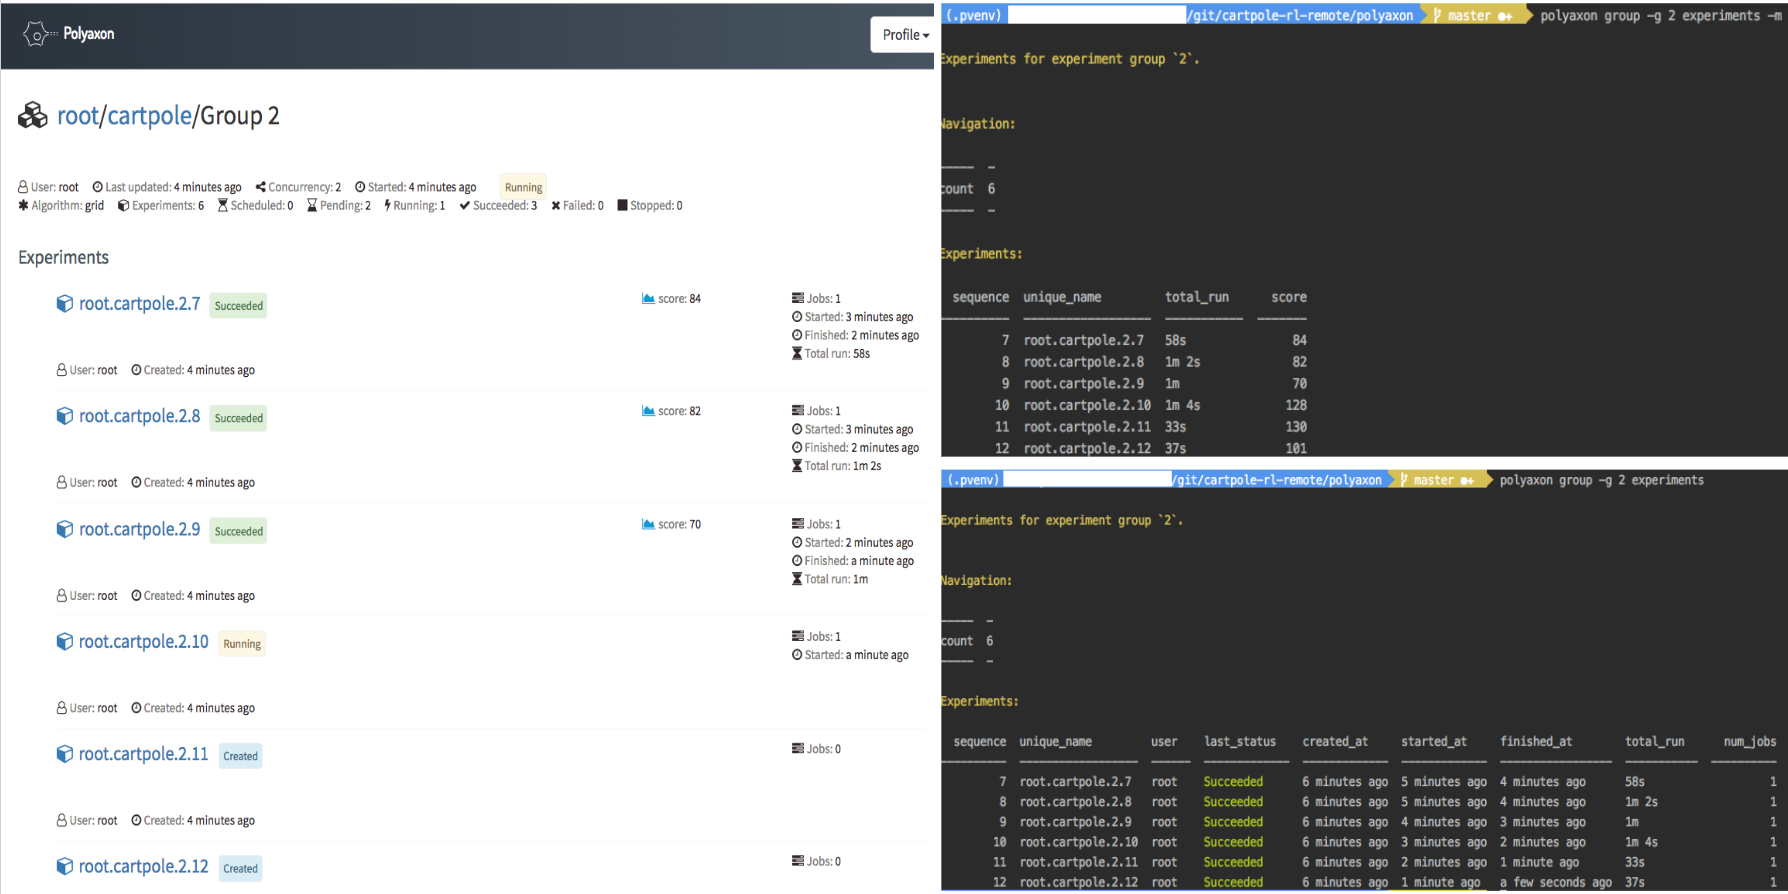 Polyaxon
Profile
root/cartpole/Group 2
User: root Last updated: 4 minutes ago Concurrency: 2 Started: 4 minutes ago Running
Algorithm: grid Experiments: 6 Scheduled: 0 Pending: 2 Running: 1 Succeeded: 3 Failed: 0 Stopped: 0
Experiments
root.cartpole.2.7 Succeeded score: 84 Jobs: 1
Started: 3 minutes ago
Finished: 2 minutes ago
Total run: 58s
User: root Created: 4 minutes ago
root.cartpole.2.8 Succeeded score: 82 Jobs: 1
Started: 3 minutes ago
Finished: 2 minutes ago
Total run: 1m 2s
User: root Created: 4 minutes ago
root.cartpole.2.9 Succeeded score: 70 Jobs: 1
Started: 2 minutes ago
Finished: a minute ago
Total run: 1m
User: root Created: 4 minutes ago
root.cartpole.2.10 Running Jobs: 1
Started: a minute ago
User: root Created: 4 minutes ago
root.cartpole.2.11 Created Jobs: 0
User: root Created: 4 minutes ago
root.cartpole.2.12 Created Jobs: 0
(.pvenv) /git/cartpole-rl-remote/polyaxon master ●+ polyaxon group -g 2 experiments -m
Experiments for experiment group `2`.
Navigation:
----- -
count 6
----- -
Experiments:
sequence unique_name total_run score
7 root.cartpole.2.7 58s 84
8 root.cartpole.2.8 1m 2s 82
9 root.cartpole.2.9 1m 70
10 root.cartpole.2.10 1m 4s 128
11 root.cartpole.2.11 33s 130
12 root.cartpole.2.12 37s 101
(.pvenv) /git/cartpole-rl-remote/polyaxon master ●+ polyaxon group -g 2 experiments
Experiments for experiment group `2`.
Navigation:
----- -
count 6
----- -
Experiments:
sequence unique_name user last_status created_at started_at finished_at total_run num_jobs
7 root.cartpole.2.7 root Succeeded 6 minutes ago 5 minutes ago 4 minutes ago 58s 1
8 root.cartpole.2.8 root Succeeded 6 minutes ago 5 minutes ago 4 minutes ago 1m 2s 1
9 root.cartpole.2.9 root Succeeded 6 minutes ago 4 minutes ago 3 minutes ago 1m 1
10 root.cartpole.2.10 root Succeeded 6 minutes ago 3 minutes ago 2 minutes ago 1m 4s 1
11 root.cartpole.2.11 root Succeeded 6 minutes ago 2 minutes ago 1 minute ago 33s 1
12 root.cartpole.2.12 root Succeeded 6 minutes ago 1 minute ago a few seconds ago 37s 1